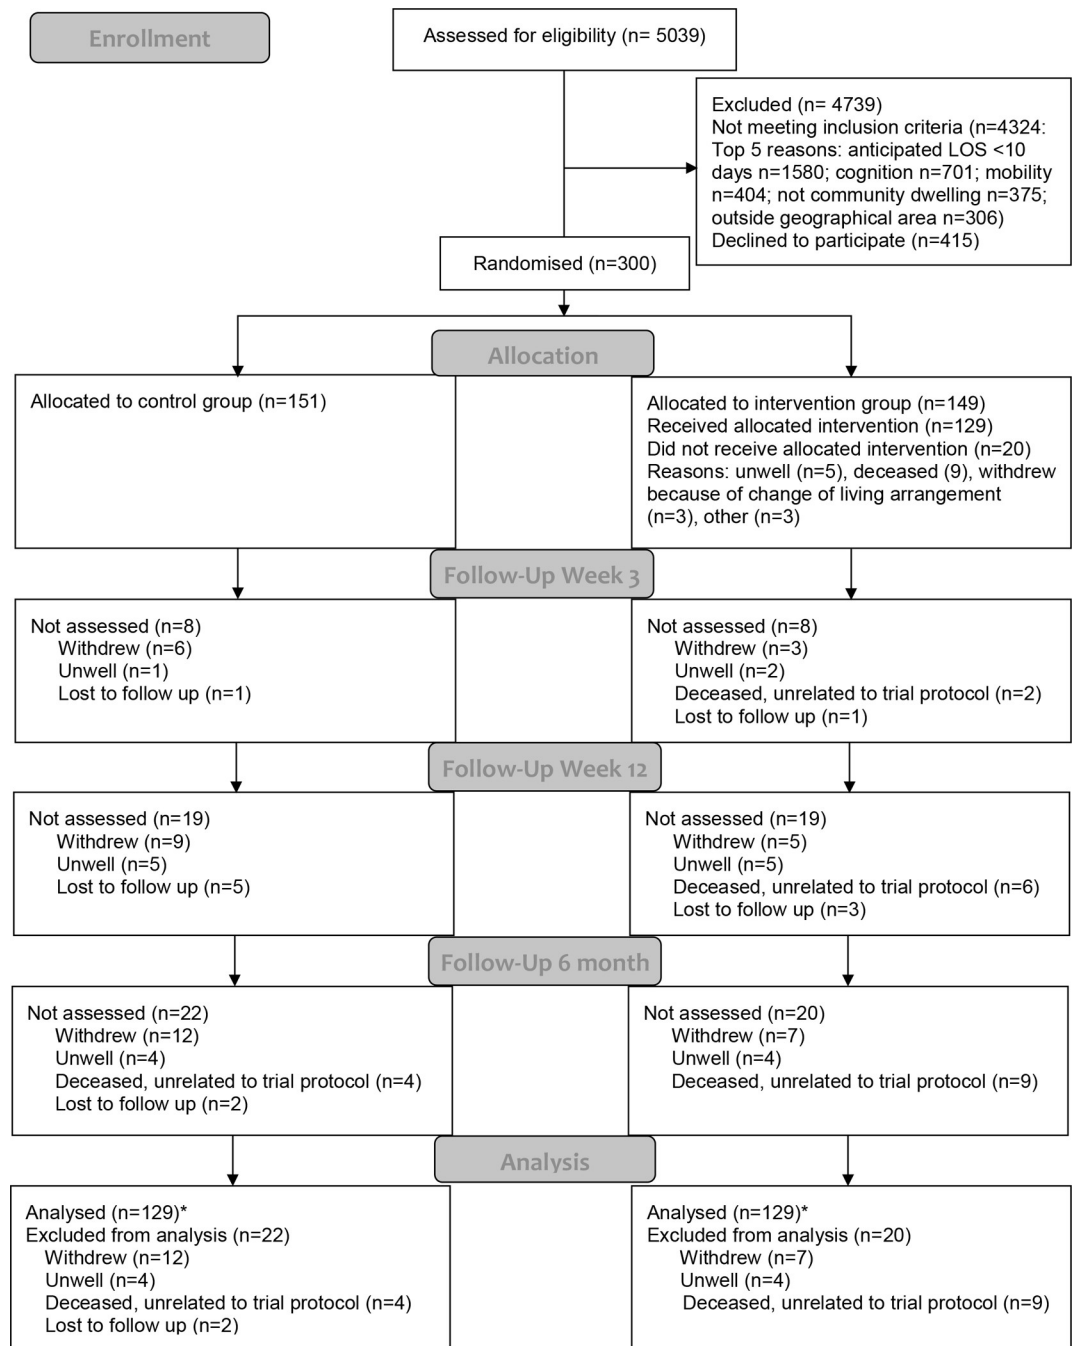 Enrollment
Assessed for eligibility (n= 5039)
Excluded (n= 4739)
Not meeting inclusion criteria (n=4324:
Top 5 reasons: anticipated LOS <10
days n=1580; cognition n=701; mobility
n=404; not community dwelling n=375;
outside geographical area n=306)
Declined to participate (n=415)
Randomised (n=300)
Allocation
Allocated to control group (n=151)
Allocated to intervention group (n=149)
Received allocated intervention (n=129)
Did not receive allocated intervention (n=20)
Reasons: unwell (n=5), deceased (9), withdrew
because of change of living arrangement
(n=3), other (n=3)
Follow-Up Week 3
Not assessed (n=8)
Withdrew (n=6)
Unwell (n=1)
Lost to follow up (n=1)
Not assessed (n=8)
Withdrew (n=3)
Unwell (n=2)
Deceased, unrelated to trial protocol (n=2)
Lost to follow up (n=1)
Follow-Up Week 12
Not assessed (n=19)
Withdrew (n=9)
Unwell (n=5)
Lost to follow up (n=5)
Not assessed (n=19)
Withdrew (n=5)
Unwell (n=5)
Deceased, unrelated to trial protocol (n=6)
Lost to follow up (n=3)
Follow-Up 6 month
Not assessed (n=22)
Withdrew (n=12)
Unwell (n=4)
Deceased, unrelated to trial protocol (n=4)
Lost to follow up (n=2)
Not assessed (n=20)
Withdrew (n=7)
Unwell (n=4)
Deceased, unrelated to trial protocol (n=9)
Analysis
Analysed (n=129)*
Excluded from analysis (n=22)
Withdrew (n=12)
Unwell (n=4)
Deceased, unrelated to trial protocol (n=4)
Lost to follow up (n=2)
Analysed (n=129)*
Excluded from analysis (n=20)
Withdrew (n=7)
Unwell (n=4)
Deceased, unrelated to trial protocol (n=9)